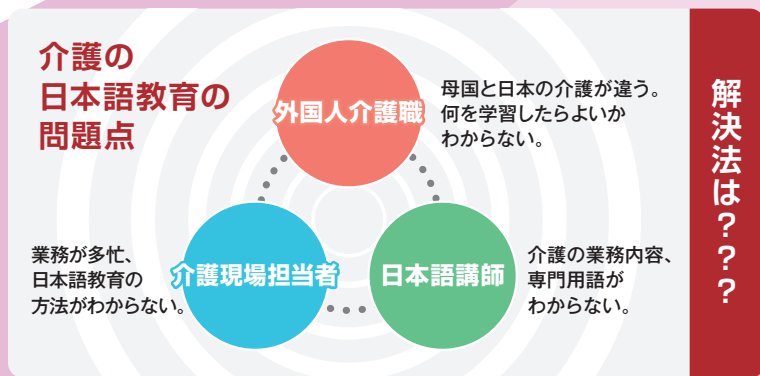 介護の
日本語教育の
問題点
外国人介護職
母国と日本の介護が違う。
何を学習したらよいか
わからない。
業務が多忙、
日本語教育の
方法がわからない。
介護現場担当者
日本語講師
介護の業務内容、
専門用語が
わからない。
解決法は???